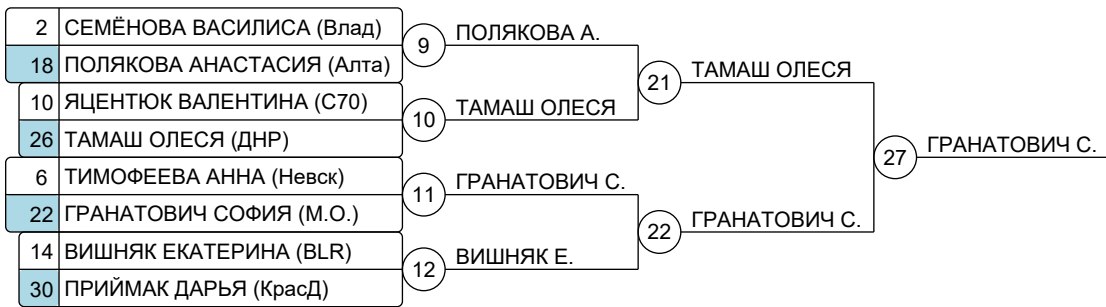 2 СЕМЁНОВА ВАСИЛИСА (Влад)
18 ПОЛЯКОВА АНАСТАСИЯ (Алта)
10 ЯЦЕНТЮК ВАЛЕНТИНА (С70)
26 ТАМАШ ОЛЕСЯ (ДНР)
6 ТИМОФЕЕВА АННА (Невск)
22 ГРАНАТОВИЧ СОФИЯ (М.О.)
14 ВИШНЯК ЕКАТЕРИНА (BLR)
30 ПРИЙМАК ДАРЬЯ (КрасД)
9 ПОЛЯКОВА А.
10 ТАМАШ ОЛЕСЯ
11 ГРАНАТОВИЧ С.
12 ВИШНЯК Е.
21 ТАМАШ ОЛЕСЯ
22 ГРАНАТОВИЧ С.
27 ГРАНАТОВИЧ С.